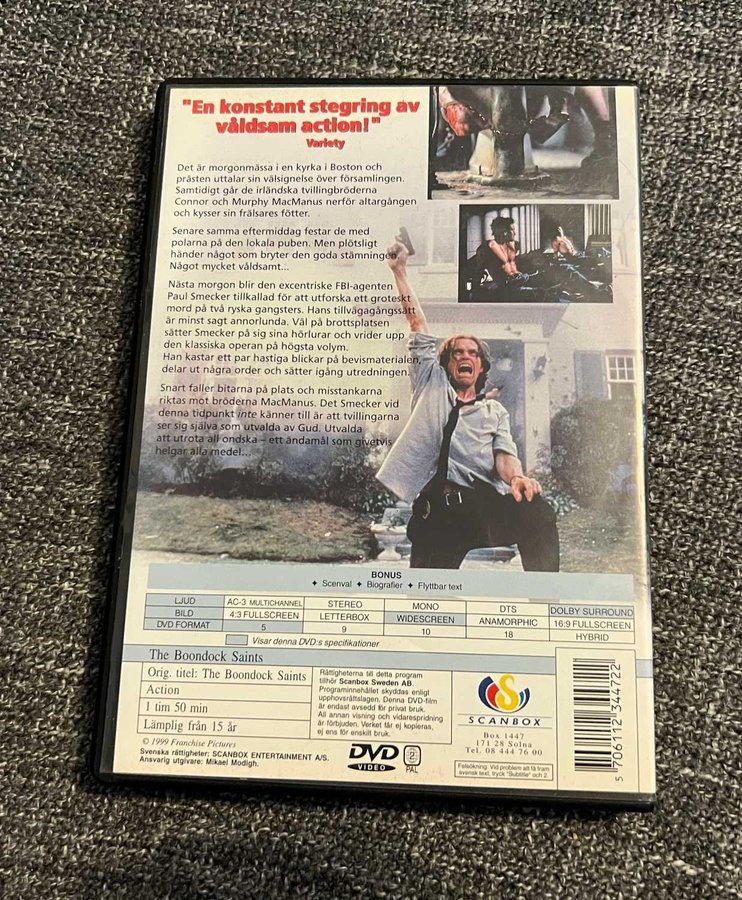 "En konstant stegring av
våldsam action!"
Variety
Det är morgonmässa i en kyrka i Boston och
prästen uttalar sin välsignelse över församlingen.
Samtidigt går de irländska tvillingbröderna
Connor och Murphy MacManus nerför altargången
och kysser sin frälsares fötter.
Senare samma eftermiddag festar de med
polarna på den lokala puben. Men plötsligt
händer något som bryter den goda stämningen.
Något mycket våldsamt...
Nästa morgon blir den excentriske FBI-agenten
Paul Smecker tillkallad för att utforska ett groteskt
mord på två ryska gangsters. Hans tillvägagångssätt
är minst sagt annorlunda. Väl på brottsplatsen
sätter Smecker på sig sina hörlurar och vrider upp
den klassiska operan på högsta volym.
Han kastar ett par hastiga blickar på bevismaterialen,
delar ut några order och sätter igång utredningen.
Snart faller bitarna på plats och misstankarna
riktas mot bröderna MacManus. Det Smecker vid
denna tidpunkt inte känner till är att tvillingarna
ser sig själva som utvalda av Gud. Utvalda
att utrota all ondska – ett ändamål som givetvis
helgar alla medel...
BONUS
✦ Scenval ✦ Biografier ✦ Flyttbar text
LJUD AC-3 MULTICHANNEL STEREO MONO DTS DOLBY SURROUND
BILD 4:3 FULLSCREEN LETTERBOX WIDESCREEN ANAMORPHIC 16:9 FULLSCREEN
DVD FORMAT 5 9 10 18 HYBRID
Visar denna DVD:s specifikationer
The Boondock Saints
Orig. titel: The Boondock Saints
Action
1 tim 50 min
Lämplig från 15 år
Rättigheterna till detta program
tillhör Scanbox Sweden AB.
Programinnehållet skyddas enligt
upphovsrättslagen. Denna DVD-film
är endast avsedd för privat bruk.
All annan visning och vidarespridning
är förbjuden. Verket får ej kopieras,
ej ens för enskilt bruk.
SCANBOX
Box 1447
171 28 Solna
Tel. 08 444 76 00
© 1999 Franchise Pictures
Svenska rättigheter: SCANBOX ENTERTAINMENT A/S.
Ansvarig utgivare: Mikael Modigh.
DVD
VIDEO
2
PAL
Felsökning: Vid problem att få fram
svensk text, tryck "Subtitle" och 2.
5 706112 344722